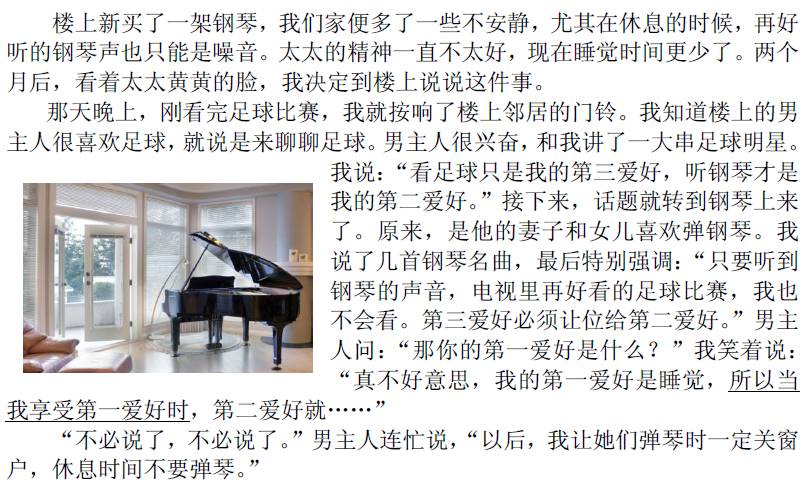 楼上新买了一架钢琴，我们家便多了一些不安静，尤其在休息的时候，再好
听的钢琴声也只能是噪音。太太的精神一直不太好，现在睡觉时间更少了。两个
月后，看着太太黄黄的脸，我决定到楼上说说这件事。
那天晚上，刚看完足球比赛，我就按响了楼上邻居的门铃。我知道楼上的男
主人很喜欢足球，就说是来聊聊足球。男主人很兴奋，和我讲了一大串足球明星。
我说：“看足球只是我的第三爱好，听钢琴才是
我的第二爱好。”接下来，话题就转到钢琴上来
了。原来，是他的妻子和女儿喜欢弹钢琴。我
说了几首钢琴名曲，最后特别强调：“只要听到
钢琴的声音，电视里再好看的足球比赛，我也
不会看。第三爱好必须让位给第二爱好。”男主
人问：“那你的第一爱好是什么？”我笑着说：
“真不好意思，我的第一爱好是睡觉，所以当
我享受第一爱好时，第二爱好就……”
“不必说了，不必说了。”男主人连忙说，“以后，我让她们弹琴时一定关窗
户，休息时间不要弹琴。”